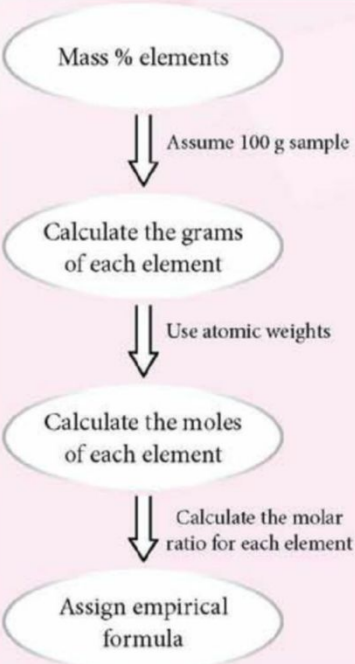 Mass % elements
Assume 100 g sample
Calculate the grams
of each element
Use atomic weights
Calculate the moles
of each element
Calculate the molar
ratio for each element
Assign empirical
formula